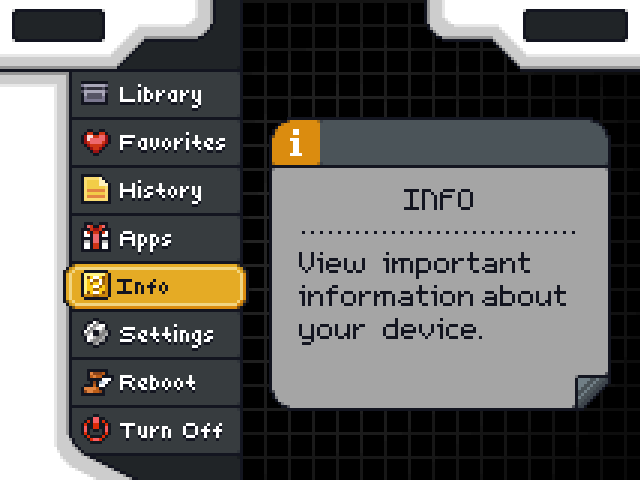 Library
Favorites
History
Apps
Info
Settings
Reboot
Turn Off
i
INFO
View important
information about
your device.